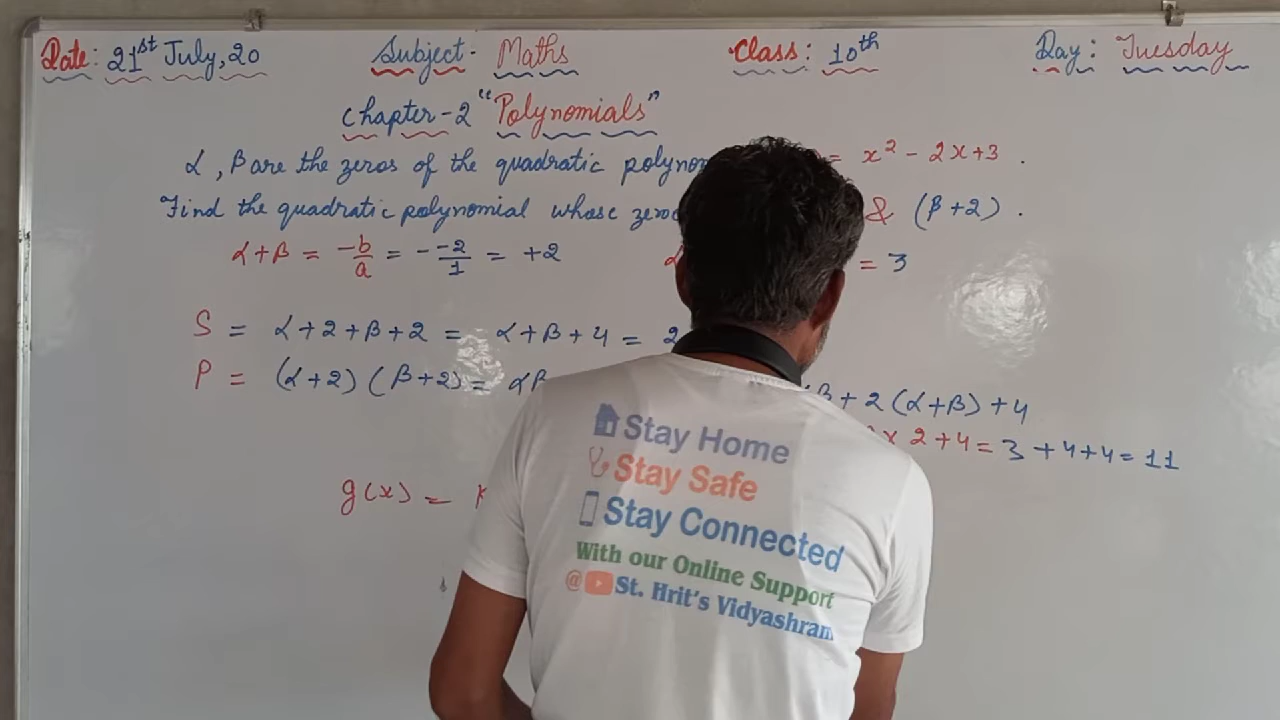 Date: 21st July, 20 Subject- Maths Class: 10th Day: Tuesday
Chapter-2 "Polynomials"
α, β are the zeros of the quadratic = x² - 2x+3 .
Find the quadratic polynomial whose & (β+2) .
α+β = -b/a = - -2/1 = +2 = 3
S = α+2+β+2 = α+β+4 = 2
P = (α+2) (β+2) = αβ β + 2(α+β) +4
x 2 +4 = 3 +4+4 = 11
g(x) =
Stay Home
Stay Safe
Stay Connected
With our Online Support
@ St. Hrit's Vidyashram